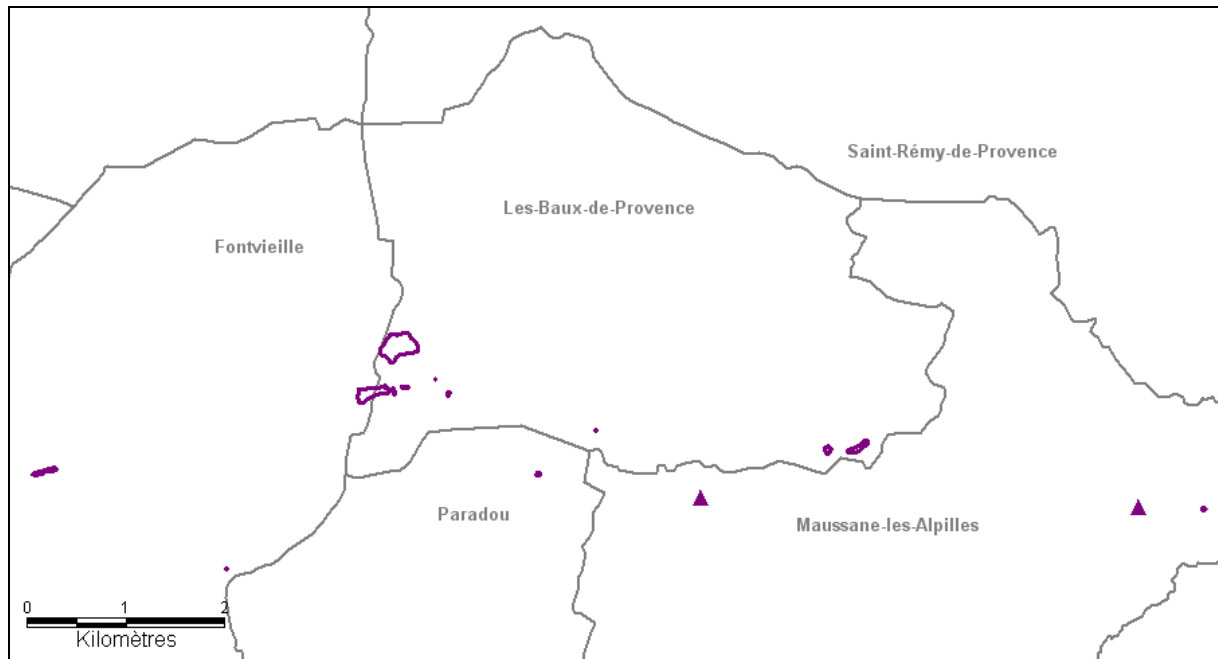 Saint-Rémy-de-Provence
Les-Baux-de-Provence
Fontvieille
Paradou
Maussane-les-Alpilles
0 1 2
Kilomètres